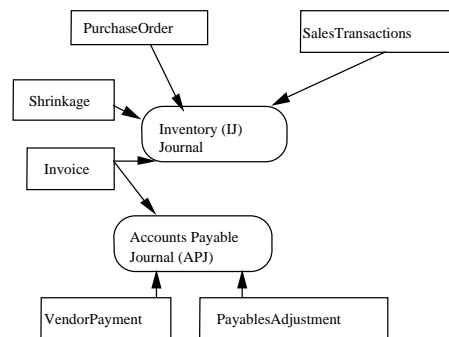 PurchaseOrder
SalesTransactions
Shrinkage
Inventory (IJ)
Journal
Invoice
Accounts Payable
Journal (APJ)
VendorPayment
PayablesAdjustment